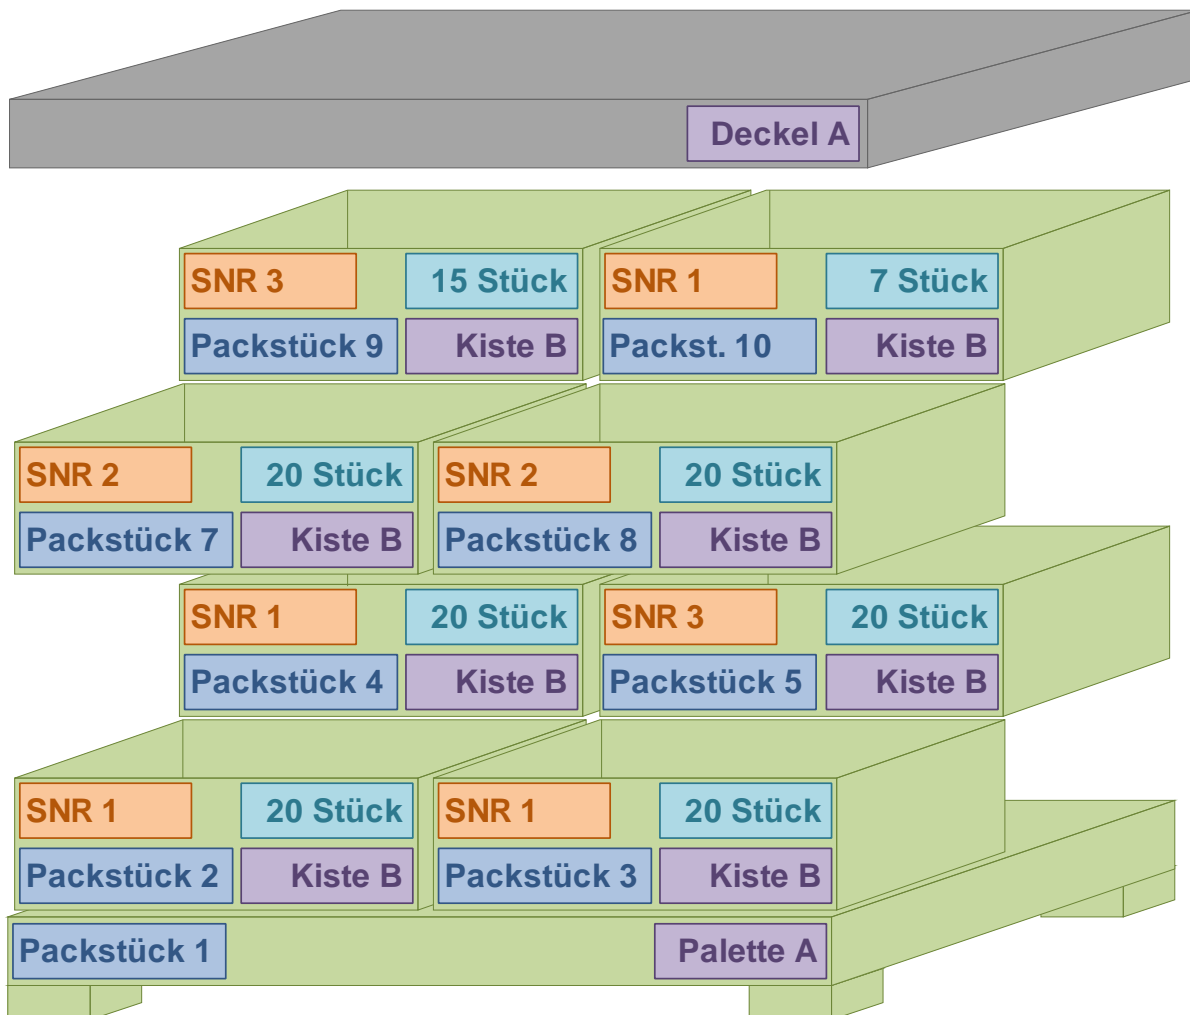 Deckel A
SNR 3 15 Stück SNR 1 7 Stück
Packstück 9 Kiste B Packst. 10 Kiste B
SNR 2 20 Stück SNR 2 20 Stück
Packstück 7 Kiste B Packstück 8 Kiste B
SNR 1 20 Stück SNR 3 20 Stück
Packstück 4 Kiste B Packstück 5 Kiste B
SNR 1 20 Stück SNR 1 20 Stück
Packstück 2 Kiste B Packstück 3 Kiste B
Packstück 1 Palette A